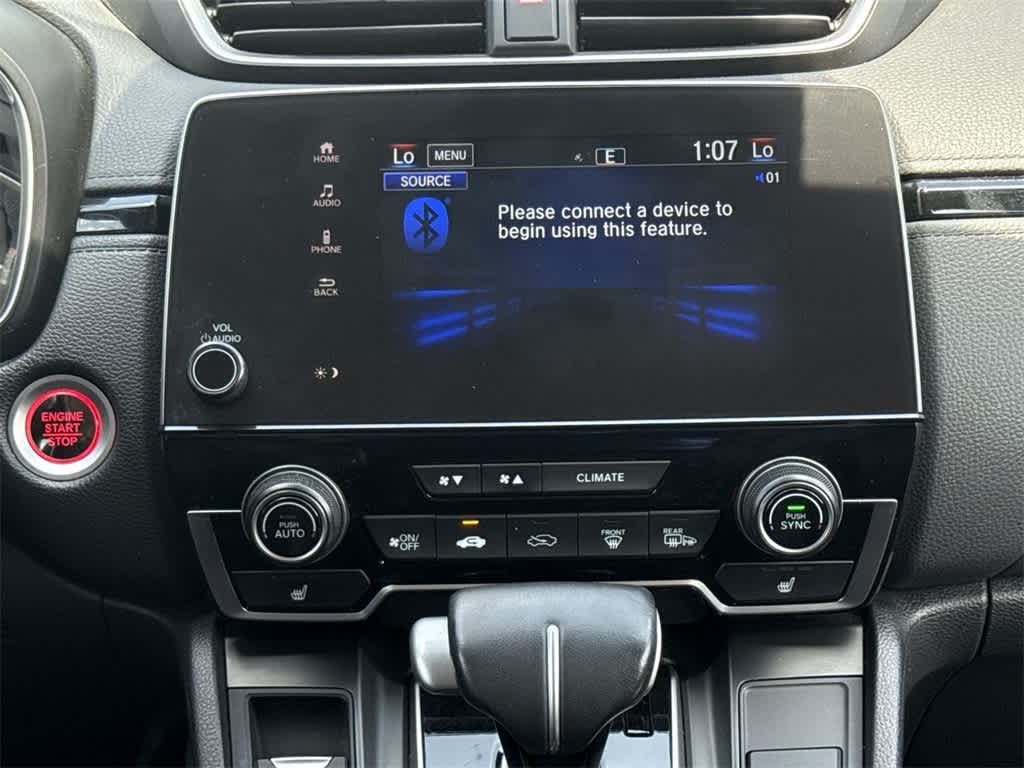 HOME
AUDIO
PHONE
BACK
VOL
AUDIO
Lo
MENU
E
1:07
Lo
SOURCE
01
Please connect a device to
begin using this feature.
ENGINE
START
STOP
CLIMATE
PUSH
AUTO
ON/
OFF
FRONT
REAR
PUSH
SYNC